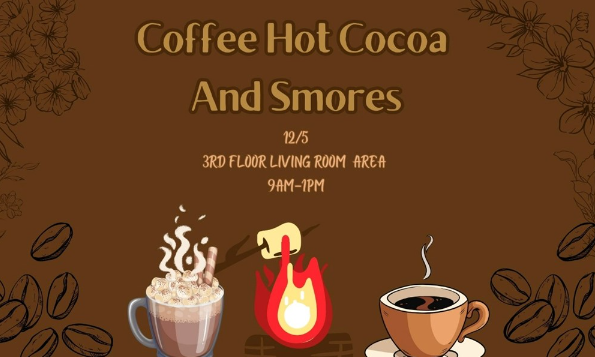 Coffee Hot Cocoa
And Smores
12/5
3RD FLOOR LIVING ROOM AREA
9AM-1PM